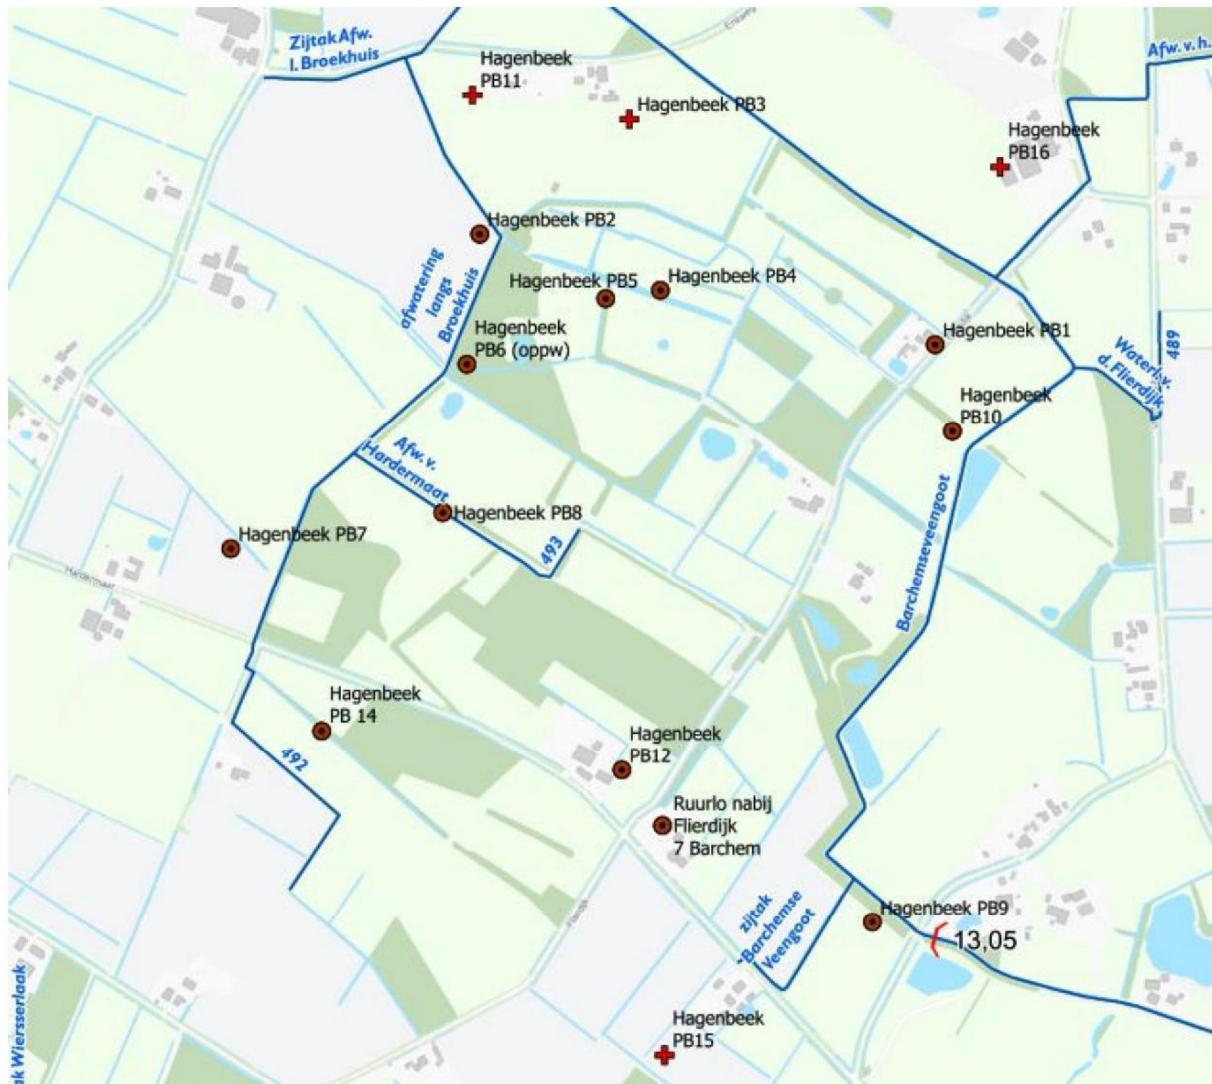 Zijtak Afw.
l. Broekhuis
Hagenbeek
PB11
Hagenbeek PB3
Hagenbeek
PB16
Afw. v. h.
Hagenbeek PB2
afwatering
langs
Broekhuis
Hagenbeek PB5
Hagenbeek PB4
Hagenbeek
PB6 (oppw)
Hagenbeek PB1
489
Waterl. v.
d. Flierdijk
Hagenbeek
PB10
Afw. v.
Hardermaat
Hagenbeek PB8
493
Hagenbeek PB7
Hardermaat
Barchemseveengoot
Hagenbeek
PB 14
492
Hagenbeek
PB12
Ruurlo nabij
Flierdijk
7 Barchem
Flierdijk
zijtak
Barchemse
Veengoot
Hagenbeek PB9
13,05
Hagenbeek
PB15
ak Wiersserlaak